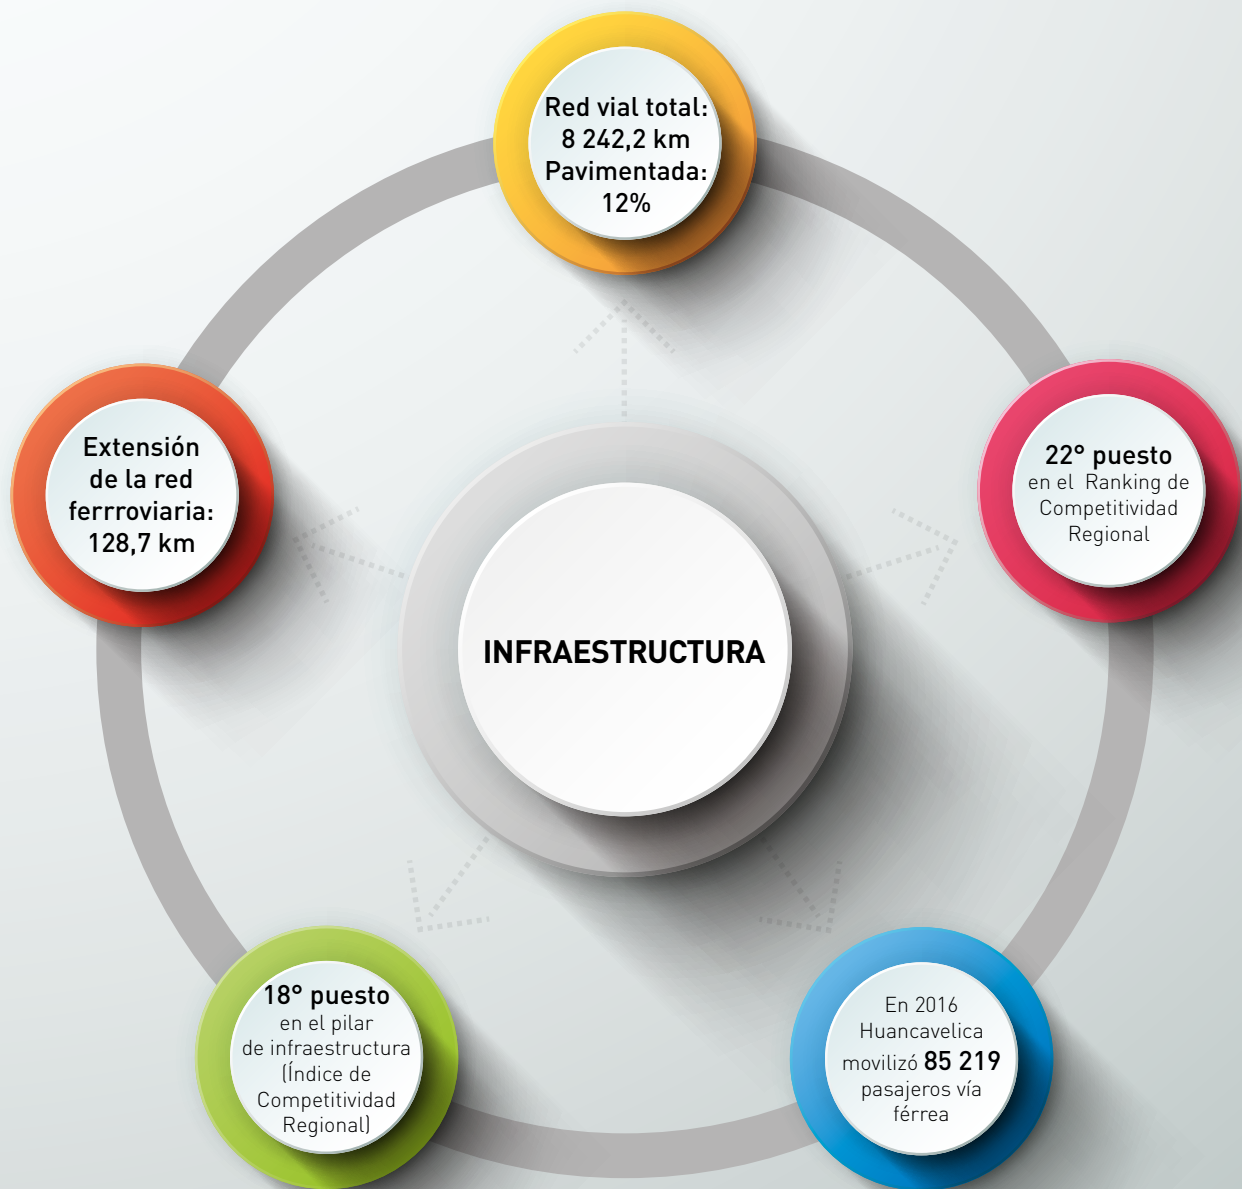 Red vial total:
8 242,2 km
Pavimentada:
12%
Extensión
de la red
ferrroviaria:
128,7 km
22° puesto
en el Ranking de
Competitividad
Regional
INFRAESTRUCTURA
18° puesto
en el pilar
de infraestructura
(Índice de
Competitividad
Regional)
En 2016
Huancavelica
movilizó 85 219
pasajeros vía
férrea